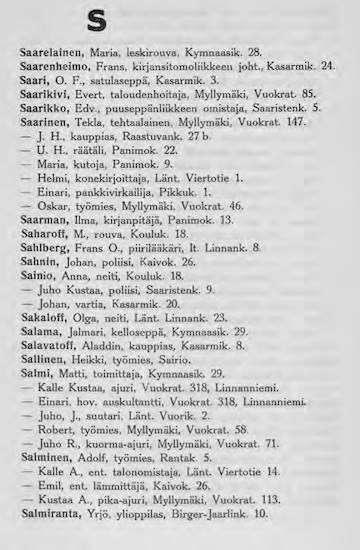 S
Saarelainen, Maria, leskirouva, Kymnaasik. 28.
Saarenheimo, Frans, kirjansitomoliikkeen joht., Kasarmik. 24.
Saari, O. F., satulaseppä, Kasarmik. 3.
Saarikivi, Evert, taloudenhoitaja, Myllymäki, Vuokrat. 85.
Saarikko, Edv., puuseppänliikkeen omistaja, Saaristenk. 5.
Saarinen, Tekla, tehtaalainen, Myllymäki, Vuokrat. 147.
— J. H., kauppias, Raastuvank. 27 b.
— U. H., räätäli, Panimok. 22.
— Maria, kutoja, Panimok. 9.
— Helmi, konekirjoittaja, Länt. Viertotie 1.
— Einari, pankkivirkailija, Pikkuk. 1.
— Oskar, työmies, Myllymäki, Vuokrat. 46.
Saarman, Ilma, kirjanpitäjä, Panimok. 13.
Saharoff, M., rouva, Kouluk. 18.
Sahlberg, Frans O., piirilääkäri, It. Linnank. 8.
Sahnin, Johan, poliisi, Kaivok. 26.
Sainio, Anna, neiti, Kouluk. 18.
— Juho Kustaa, poliisi, Saaristenk. 9.
— Johan, vartia, Kasarmik. 20.
Sakaloff, Olga, neiti, Länt. Linnank. 23.
Salama, Jalmari, kelloseppä, Kymnaasik. 29.
Salavatoff, Aladdin, kauppias, Kasarmik. 8.
Sallinen, Heikki, työmies, Sairio.
Salmi, Matti, toimittaja, Kymnaasik. 29.
— Kalle Kustaa, ajuri, Vuokrat. 318, Linnanniemi.
— Einari, hov. auskultantti, Vuokrat. 318, Linnanniemi.
— Juho, J., suutari, Länt. Vuorik. 2.
— Robert, työmies, Myllymäki, Vuokrat. 58.
— Juho R., kuorma-ajuri, Myllymäki, Vuokrat. 71.
Salminen, Adolf, työmies, Rantak. 5.
— Kalle A., ent. talonomistaja, Länt. Viertotie 14.
— Emil, ent. lämmittäjä, Kaivok. 26.
— Kustaa A., pika-ajuri, Myllymäki, Vuokrat. 113.
Salmiranta, Yrjö, ylioppilas, Birger-Jaarlink. 10.